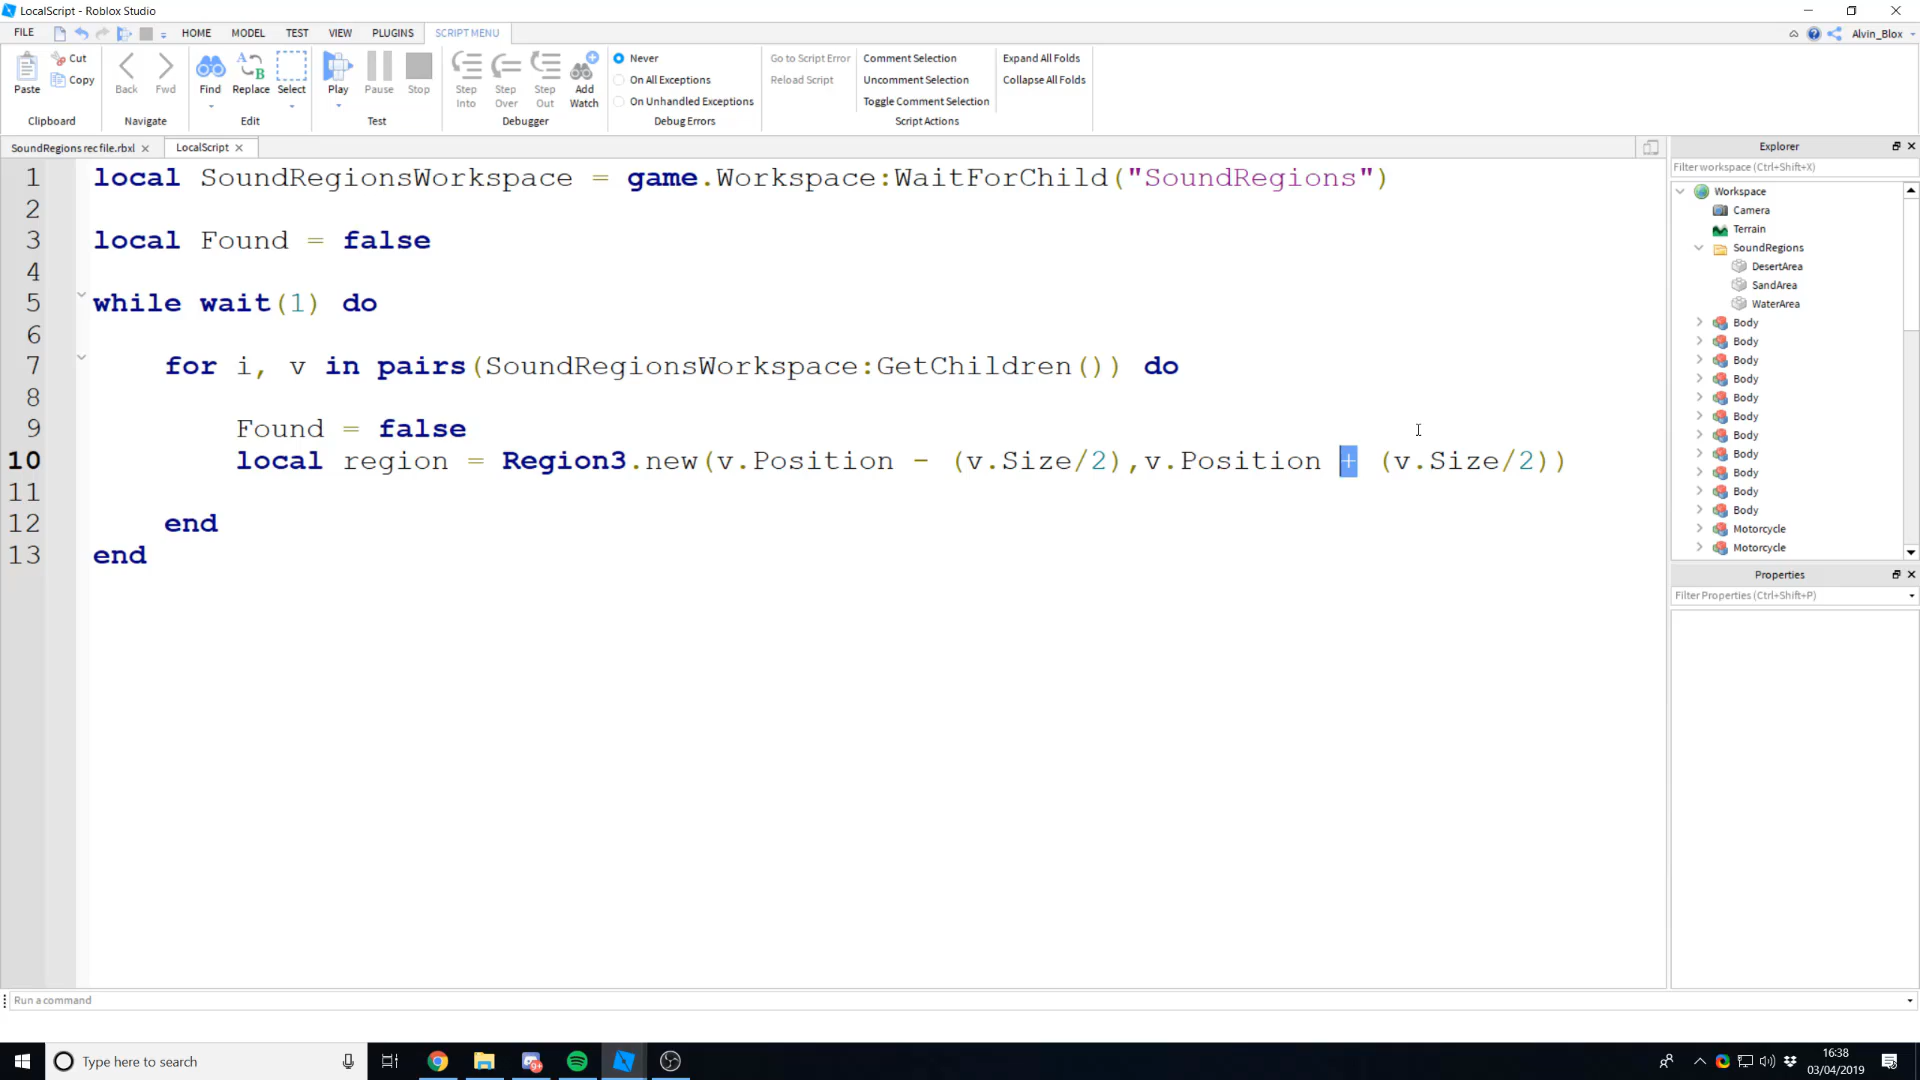 LocalScript - Roblox Studio
FILE HOME MODEL TEST VIEW PLUGINS SCRIPT MENU Alvin_Blox
Paste Cut Copy Clipboard
Back Fwd Navigate
Find Replace Select Edit
Play Pause Stop Test
Step Into Step Over Step Out Add Watch Debugger
Never
On All Exceptions
On Unhandled Exceptions
Debug Errors
Go to Script Error
Reload Script
Comment Selection
Uncomment Selection
Toggle Comment Selection
Script Actions
Expand All Folds
Collapse All Folds
SoundRegions rec file.rbxl LocalScript
1 local SoundRegionsWorkspace = game.Workspace:WaitForChild("SoundRegions")
2
3 local Found = false
4
5 while wait(1) do
6
7 for i, v in pairs(SoundRegionsWorkspace:GetChildren()) do
8
9 Found = false
10 local region = Region3.new(v.Position - (v.Size/2),v.Position + (v.Size/2))
11
12 end
13 end
Explorer
Filter workspace (Ctrl+Shift+X)
Workspace
Camera
Terrain
SoundRegions
DesertArea
SandArea
WaterArea
Body
Body
Body
Body
Body
Body
Body
Body
Body
Body
Body
Motorcycle
Motorcycle
Properties
Filter Properties (Ctrl+Shift+P)
Run a command
Type here to search
9+
16:38
03/04/2019